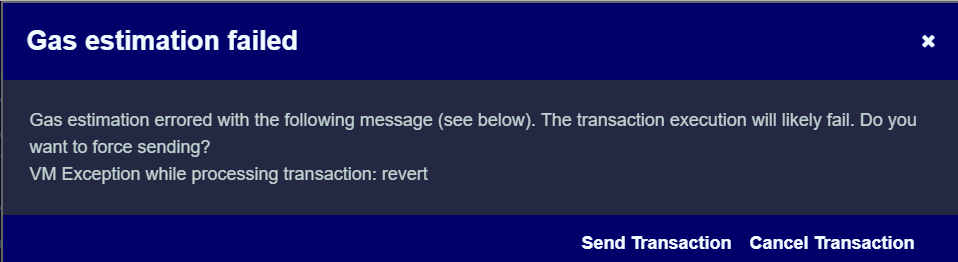 Gas estimation failed
Gas estimation errored with the following message (see below). The transaction execution will likely fail. Do you
want to force sending?
VM Exception while processing transaction: revert
Send Transaction Cancel Transaction